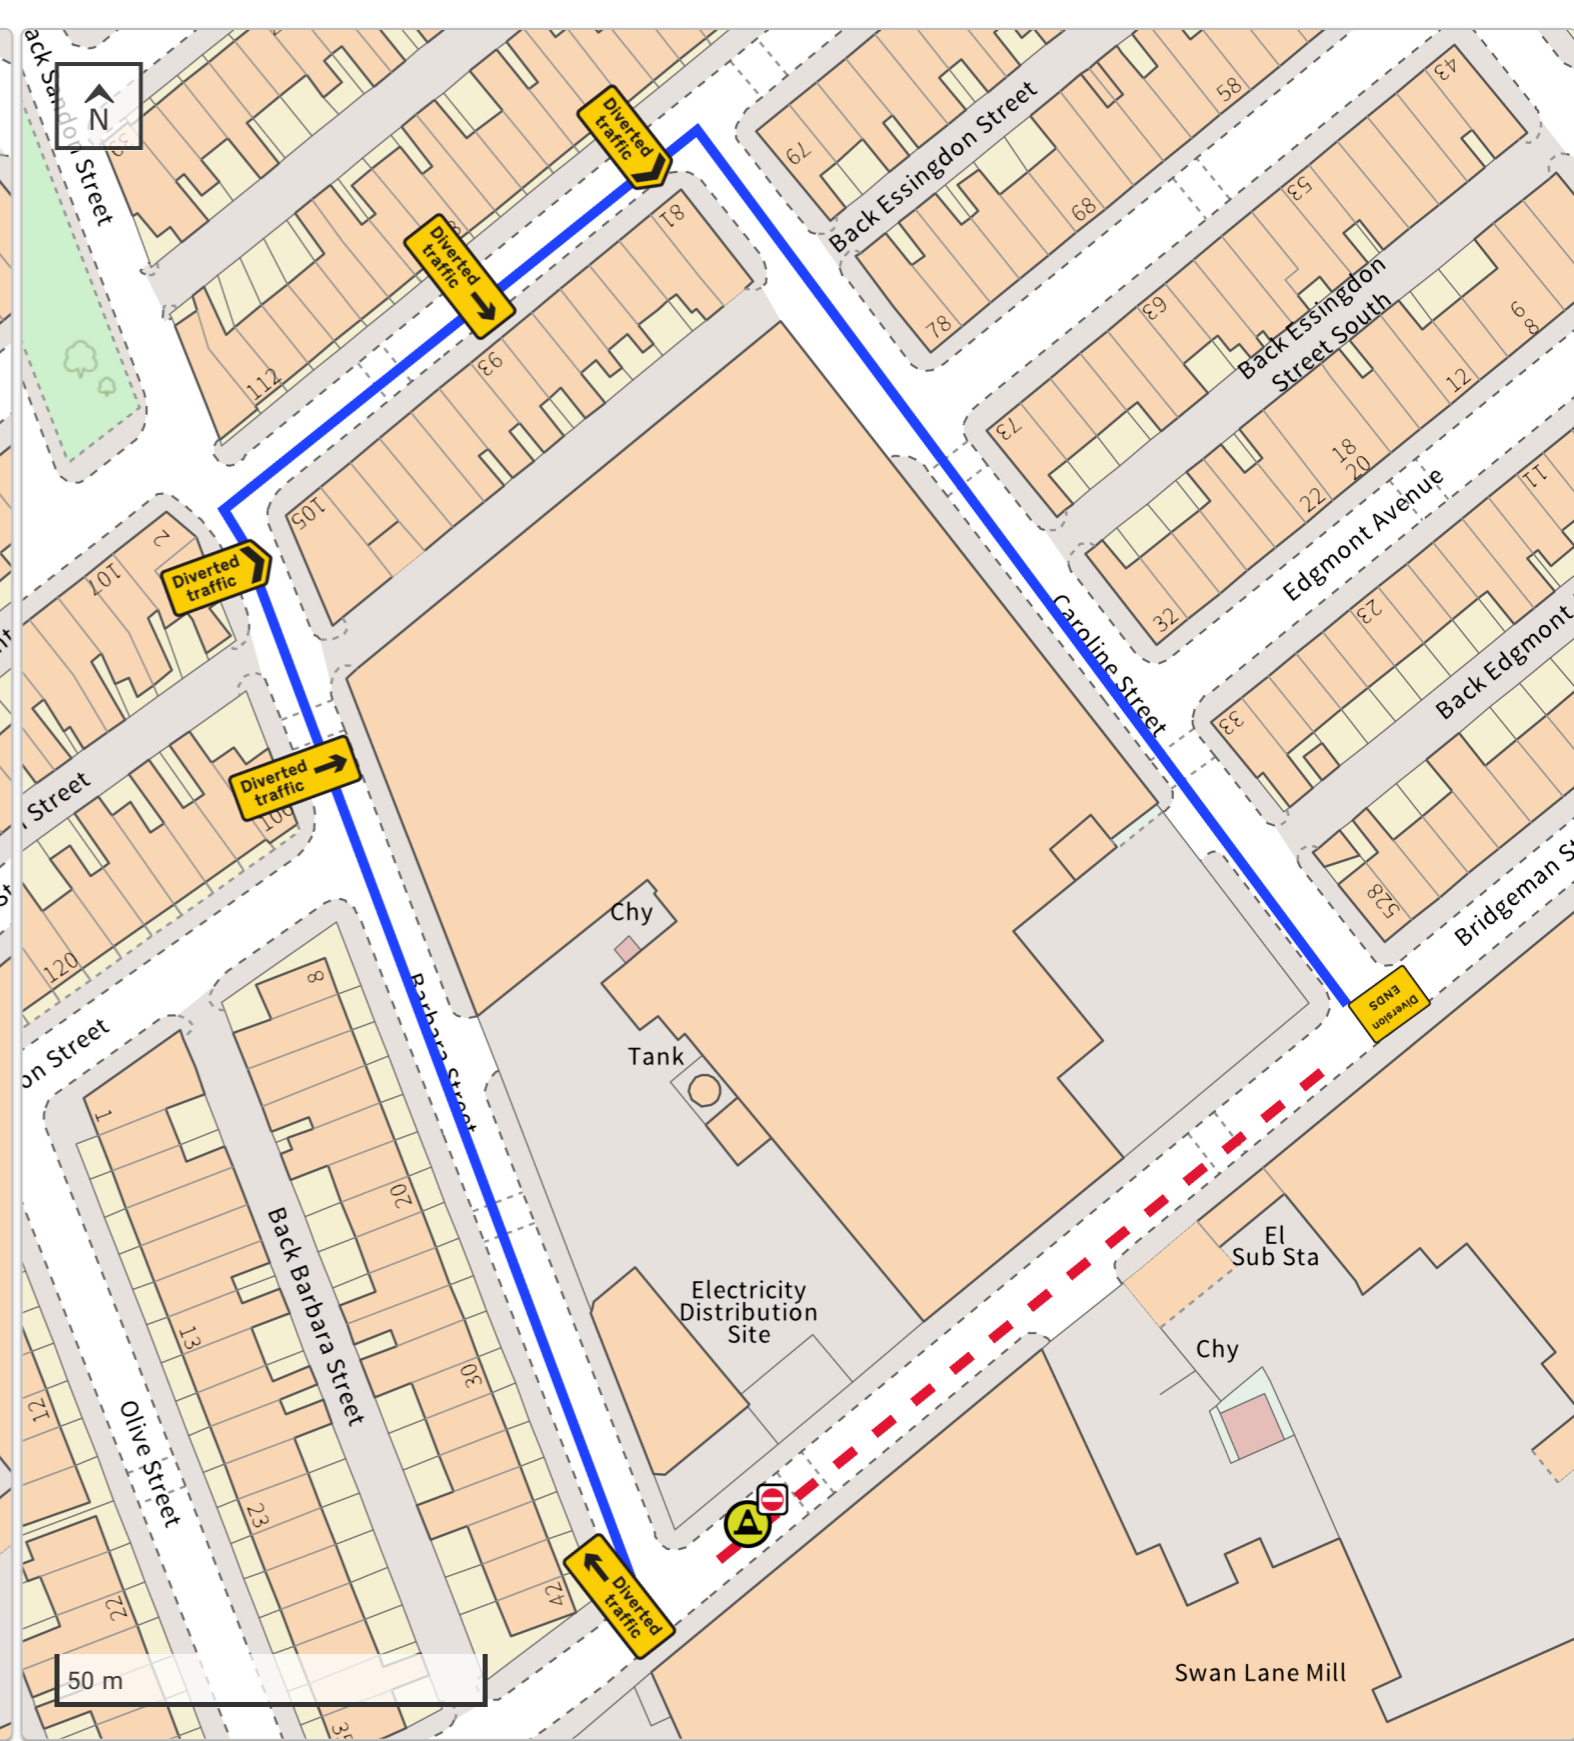 ack Sandon Street
N
Diverted
traffic
Diverted
traffic
Diverted
traffic
Diverted
traffic
Diverted
traffic
Diversion
ENDS
Back Essingdon Street
Back Essingdon
Street South
Edgmont Avenue
Back Edgmont
Caroline Street
Bridgeman St
Barbara Street
Back Barbara Street
Olive Street
Street
on Street
43
58
79
53
68
81
63
78
6
8
12
73
18
20
22
93
112
11
105
32
23
2
107
33
106
528
120
8
1
20
13
30
12
23
42
22
Chy
Tank
El
Sub Sta
Electricity
Distribution
Site
Chy
Swan Lane Mill
50 m